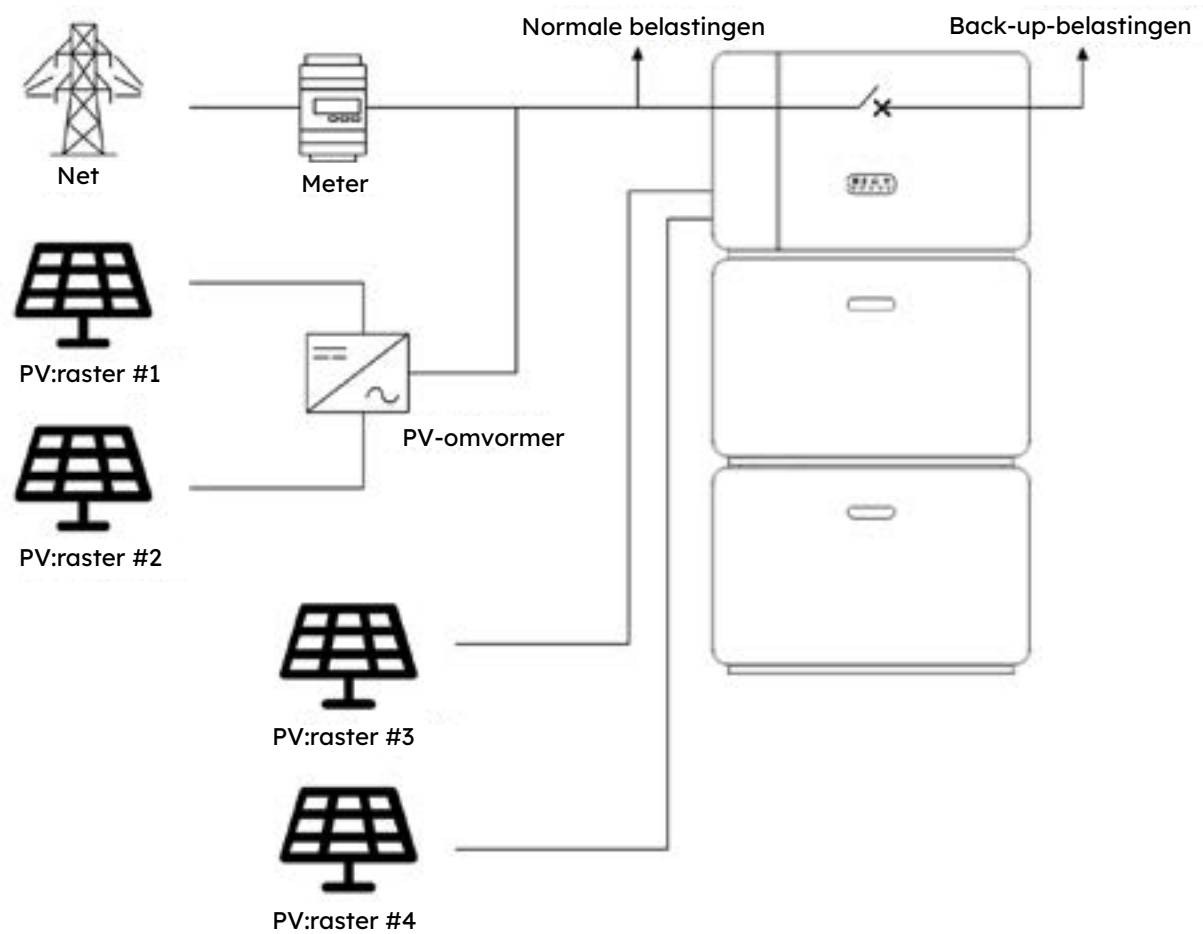 Normale belastingen
Back-up-belastingen
Net
Meter
PV:raster #1
PV-omvormer
PV:raster #2
PV:raster #3
PV:raster #4